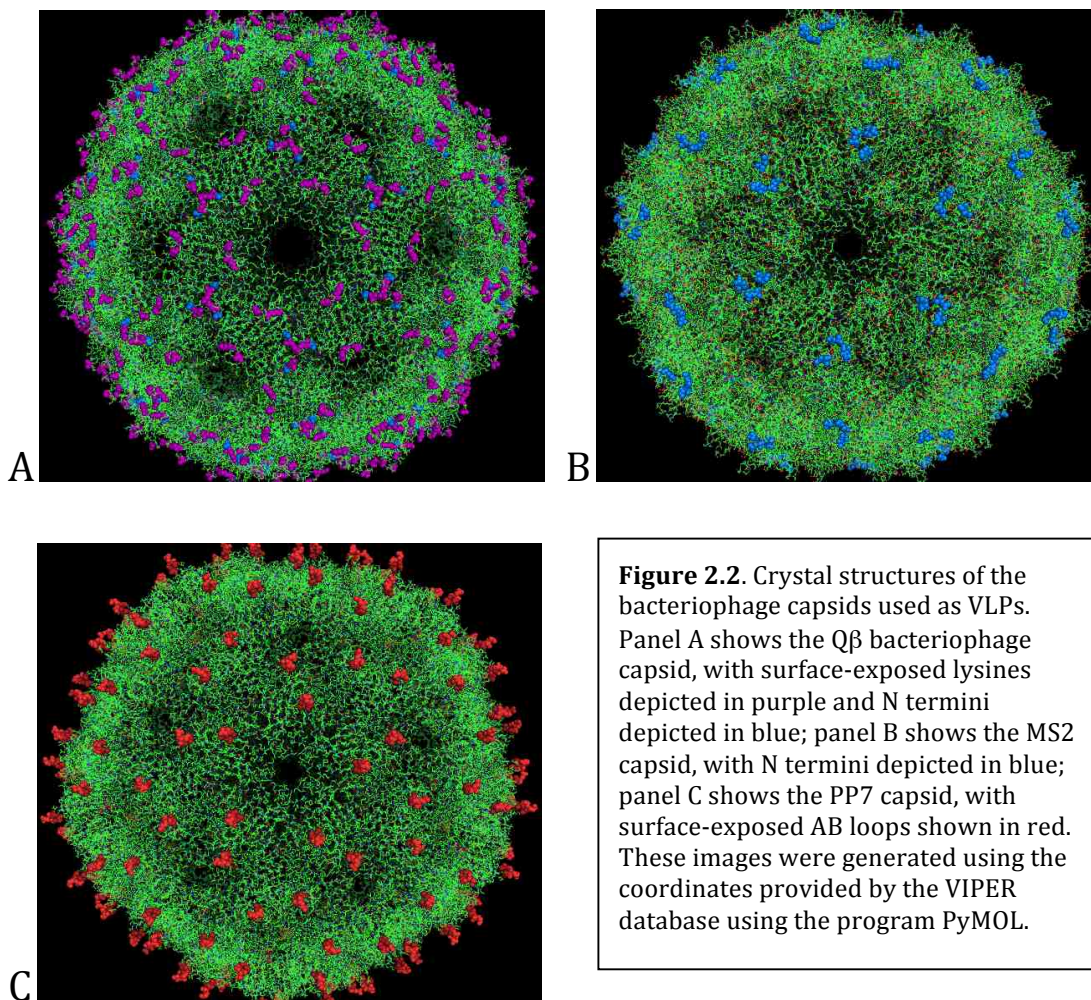 A
B
C
Figure 2.2. Crystal structures of the
bacteriophage capsids used as VLPs.
Panel A shows the Qβ bacteriophage
capsid, with surface-exposed lysines
depicted in purple and N termini
depicted in blue; panel B shows the MS2
capsid, with N termini depicted in blue;
panel C shows the PP7 capsid, with
surface-exposed AB loops shown in red.
These images were generated using the
coordinates provided by the VIPER
database using the program PyMOL.